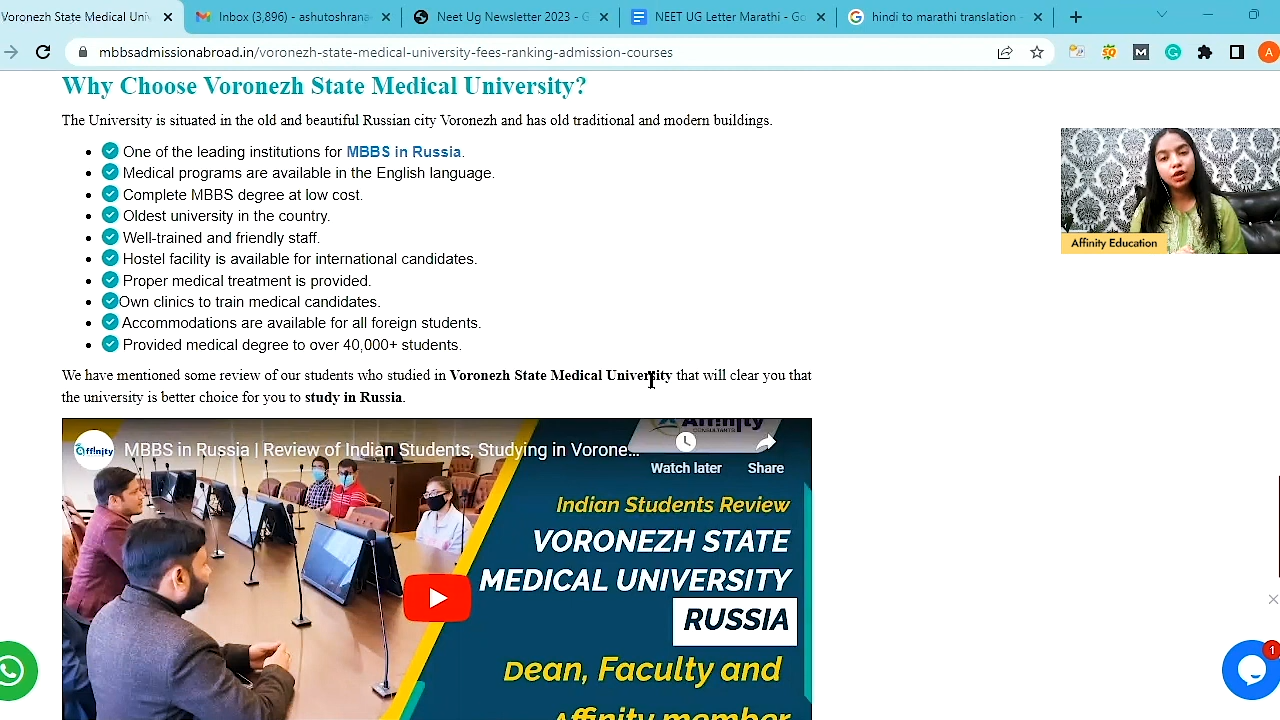 Voronezh State Medical Uni
Inbox (3,896) - ashutoshrana
Neet Ug Newsletter 2023 - G
NEET UG Letter Marathi - Go
hindi to marathi translation -
mbbsadmissionabroad.in/voronezh-state-medical-university-fees-ranking-admission-courses
Why Choose Voronezh State Medical University?
The University is situated in the old and beautiful Russian city Voronezh and has old traditional and modern buildings.
One of the leading institutions for MBBS in Russia.
Medical programs are available in the English language.
Complete MBBS degree at low cost.
Oldest university in the country.
Well-trained and friendly staff.
Hostel facility is available for international candidates.
Proper medical treatment is provided.
Own clinics to train medical candidates.
Accommodations are available for all foreign students.
Provided medical degree to over 40,000+ students.
We have mentioned some review of our students who studied in Voronezh State Medical University that will clear you that
the university is better choice for you to study in Russia.
Affinity
CONSULTANTS
Affinity
MBBS in Russia | Review of Indian Students, Studying in Vorone...
Watch later
Share
Indian Students Review
VORONEZH STATE
MEDICAL UNIVERSITY
RUSSIA
Dean, Faculty and
Affinity member
Affinity Education
A
1